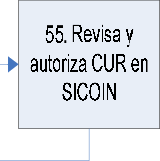 55. Revisa y
autoriza CUR en
SICOIN